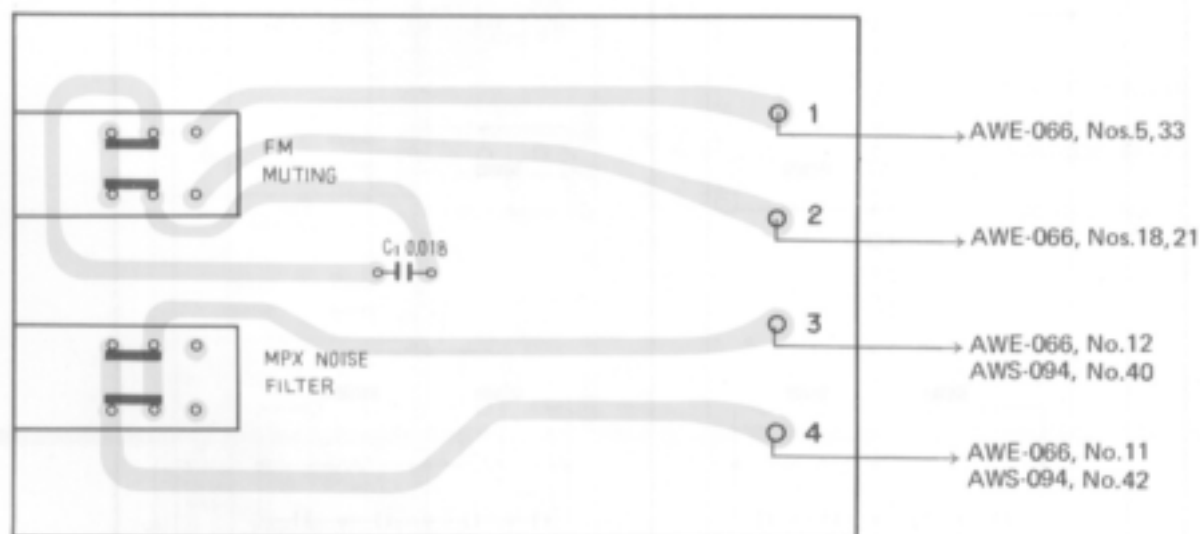 1
AWE-066, Nos.5,33
FM
MUTING
2
AWE-066, Nos.18,21
C1 0.018
3
AWE-066, No.12
AWS-094, No.40
MPX NOISE
FILTER
4
AWE-066, No.11
AWS-094, No.42